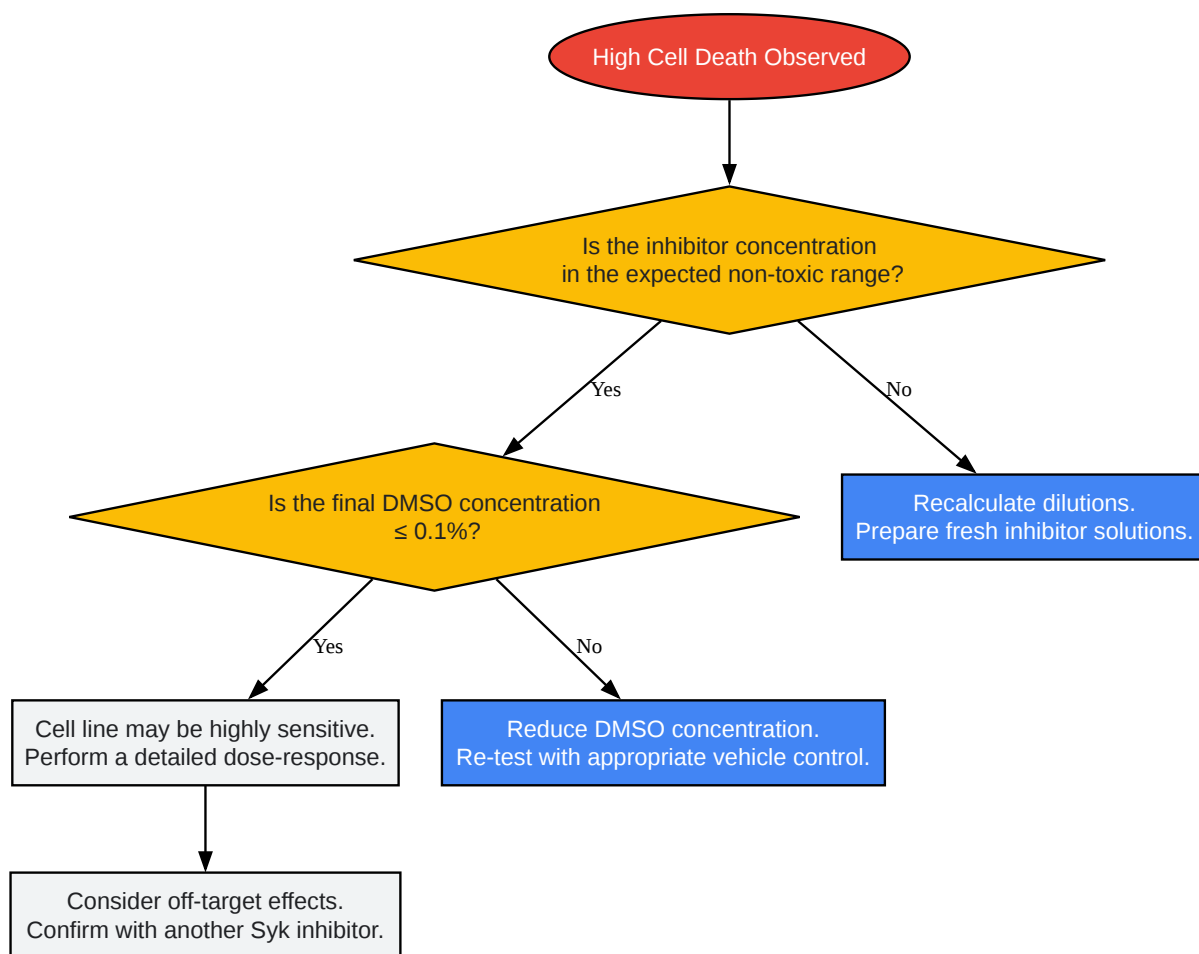 High Cell Death Observed
Is the inhibitor concentration
in the expected non-toxic range?
Yes
No
Is the final DMSO concentration
≤ 0.1%?
Recalculate dilutions.
Prepare fresh inhibitor solutions.
Yes
No
Cell line may be highly sensitive.
Perform a detailed dose-response.
Reduce DMSO concentration.
Re-test with appropriate vehicle control.
Consider off-target effects.
Confirm with another Syk inhibitor.